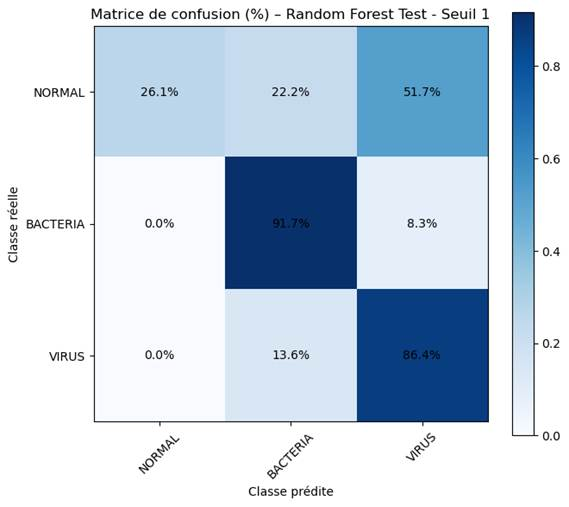 Matrice de confusion (%) – Random Forest Test - Seuil 1
NORMAL 26.1% 22.2% 51.7%
BACTERIA 0.0% 91.7% 8.3%
VIRUS 0.0% 13.6% 86.4%
Classe réelle
NORMAL BACTERIA VIRUS
Classe prédite
0.8
0.6
0.4
0.2
0.0